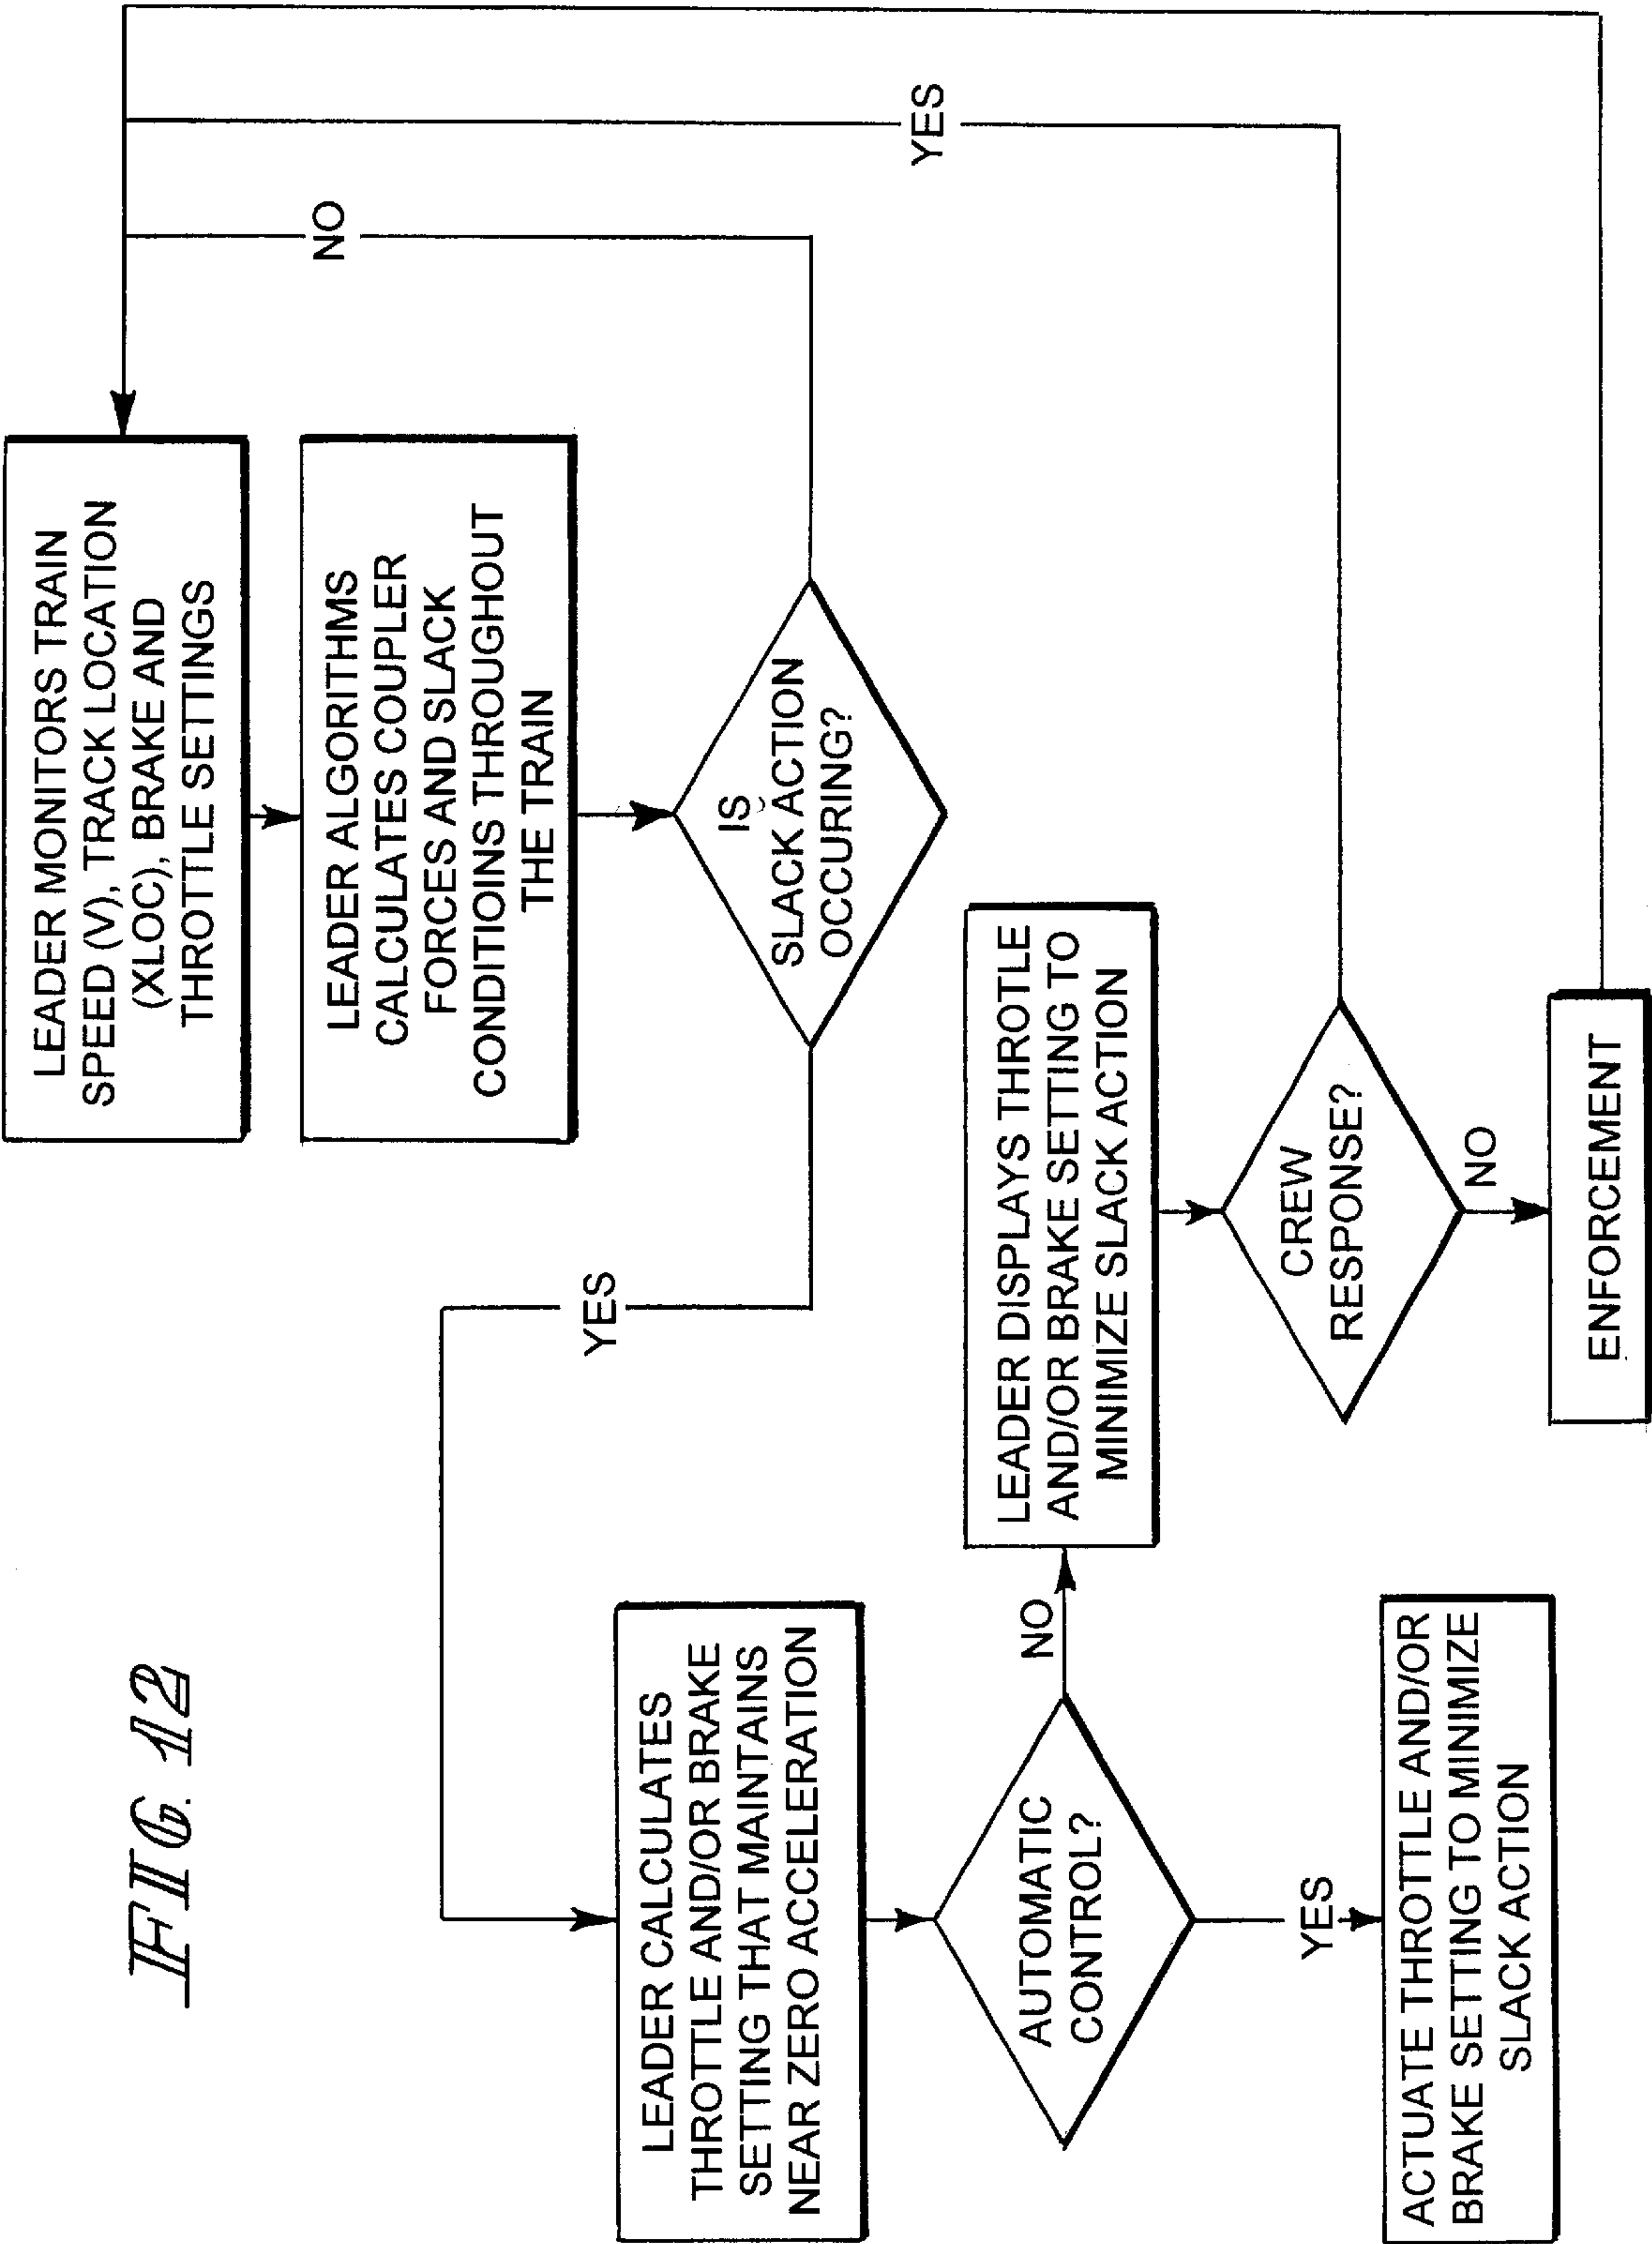 FIG. 12
LEADER MONITORS TRAIN
SPEED (V), TRACK LOCATION
(XLOC), BRAKE AND
THROTTLE SETTINGS
LEADER ALGORITHMS
CALCULATES COUPLER
FORCES AND SLACK
CONDITIOINS THROUGHOUT
THE TRAIN
IS
SLACK ACTION
OCCURING?
NO
YES
LEADER CALCULATES
THROTTLE AND/OR BRAKE
SETTING THAT MAINTAINS
NEAR ZERO ACCELERATION
AUTOMATIC
CONTROL?
YES
ACTUATE THROTTLE AND/OR
BRAKE SETTING TO MINIMIZE
SLACK ACTION
NO
LEADER DISPLAYS THROTTLE
AND/OR BRAKE SETTING TO
MINIMIZE SLACK ACTION
CREW
RESPONSE?
YES
NO
ENFORCEMENT